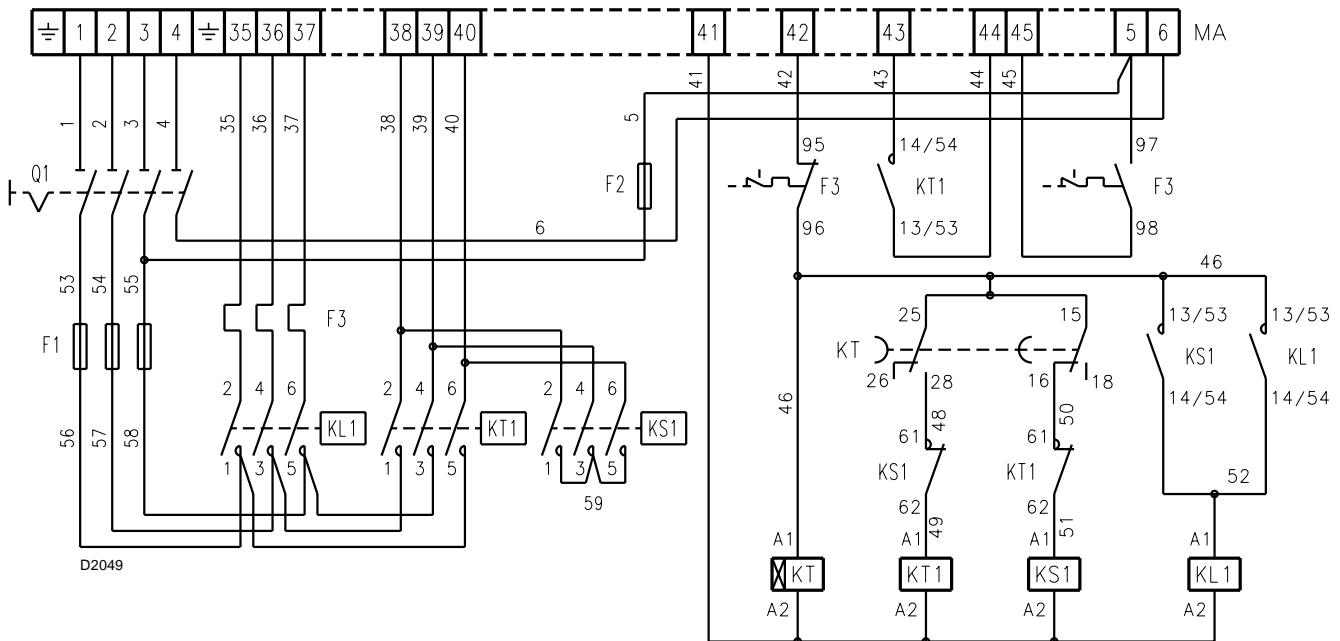 1 2 3 4 35 36 37 38 39 40 41 42 43 44 45 5 6 MA
1 2 3 4 35 36 37 38 39 40 5 41 42 43 44 45
95 14/54 97
Q1 F2 F3 KT1 F3
6 96 13/53 98
46
53 54 55
25 15 13/53 13/53
F1 F3 KT KS1 KL1
26 28 16 18
2 4 6 2 4 6 2 4 6 46 48 50 14/54 14/54
56 57 58 KL1 KT1 KS1 61 61
1 3 5 1 3 5 1 3 5 KS1 KT1 52
59 62 62
49 51
A1 A1 A1 A1
D2049 KT KT1 KS1 KL1
A2 A2 A2 A2